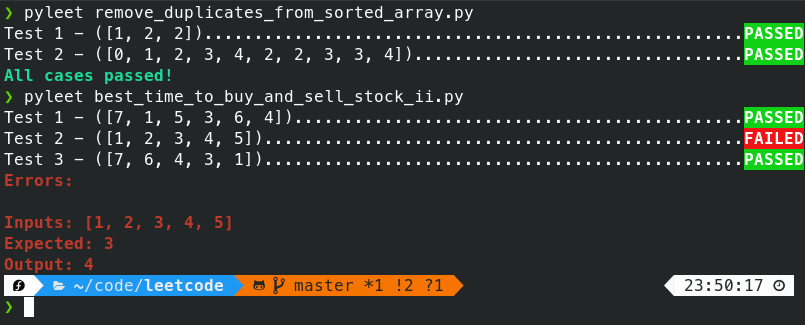 ❯ pyleet remove_duplicates_from_sorted_array.py
Test 1 - ([1, 2, 2]).....................................................PASSED
Test 2 - ([0, 1, 2, 3, 4, 2, 2, 3, 3, 4])................................PASSED
All cases passed!
❯ pyleet best_time_to_buy_and_sell_stock_ii.py
Test 1 - ([7, 1, 5, 3, 6, 4])............................................PASSED
Test 2 - ([1, 2, 3, 4, 5])...............................................FAILED
Test 3 - ([7, 6, 4, 3, 1])...............................................PASSED
Errors:
Inputs: [1, 2, 3, 4, 5]
Expected: 3
Output: 4
~/code/leetcode master *1 !2 ?1 23:50:17
❯